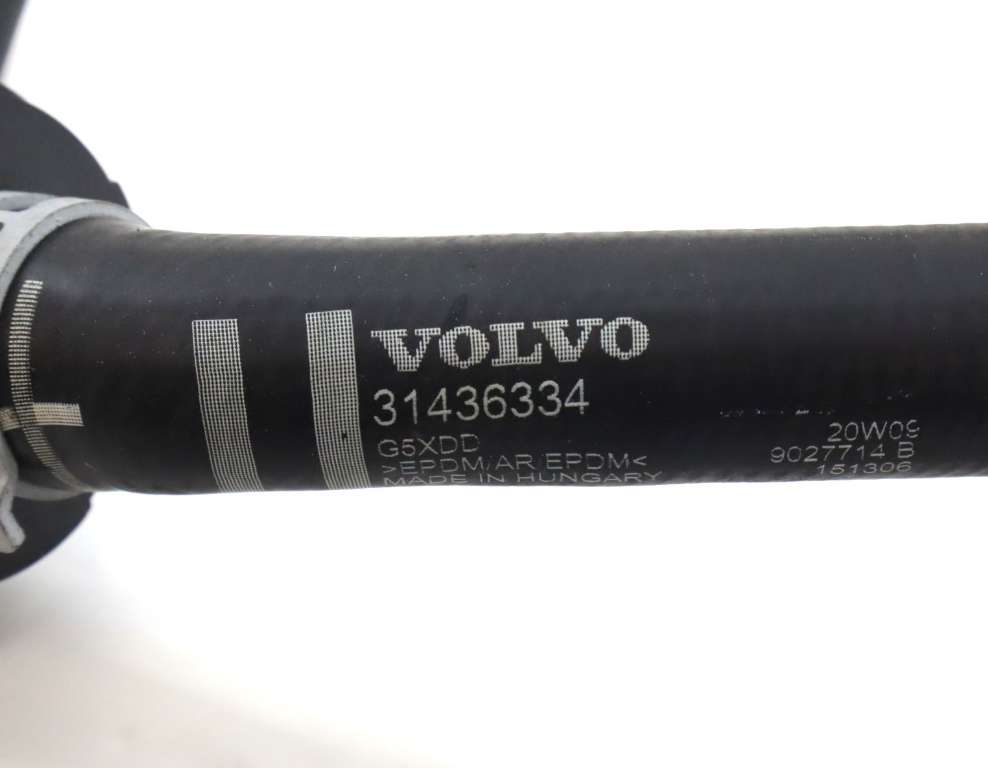 VOLVO
31436334
G5XDD
>EPDM/AR/EPDM<
MADE IN HUNGARY
20W09
9027714 B
151306